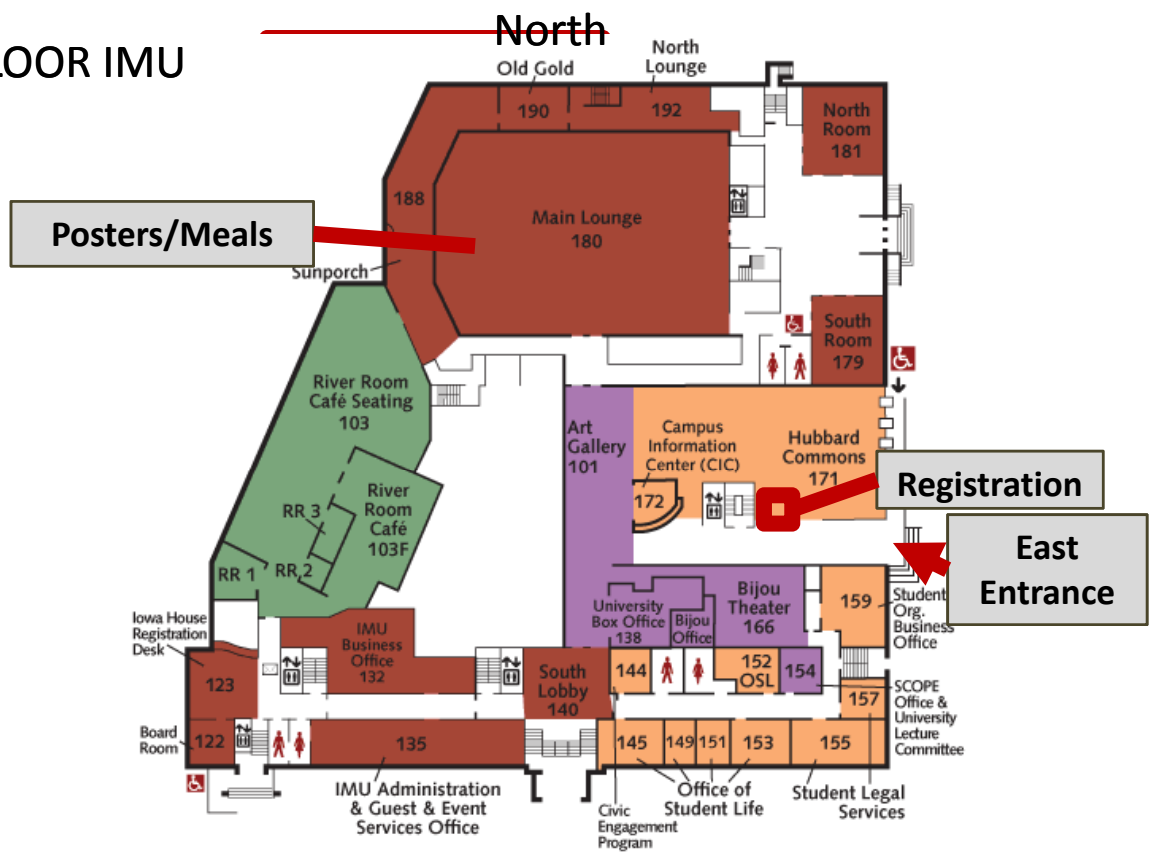 North
LOOR IMU
North
Lounge
Old Gold
190
192
North
Room
181
188
Main Lounge
180
Posters/Meals
Sunporch
South
Room
179
River Room
Café Seating
103
Art
Gallery
101
Campus
Information
Center (CIC)
Hubbard
Commons
171
172
Registration
River
Room
Café
103F
RR 3
RR 1
RR 2
East
Entrance
Iowa House
Registration
Desk
IMU
Business
Office
132
University
Box Office
138
Bijou
Office
Bijou
Theater
166
159
Student
Org.
Business
Office
123
South
Lobby
140
144
152
OSL
154
157
SCOPE
Office &
University
Lecture
Committee
Board
Room
122
135
145
149
151
153
155
IMU Administration
& Guest & Event
Services Office
Civic
Engagement
Program
Office of
Student Life
Student Legal
Services